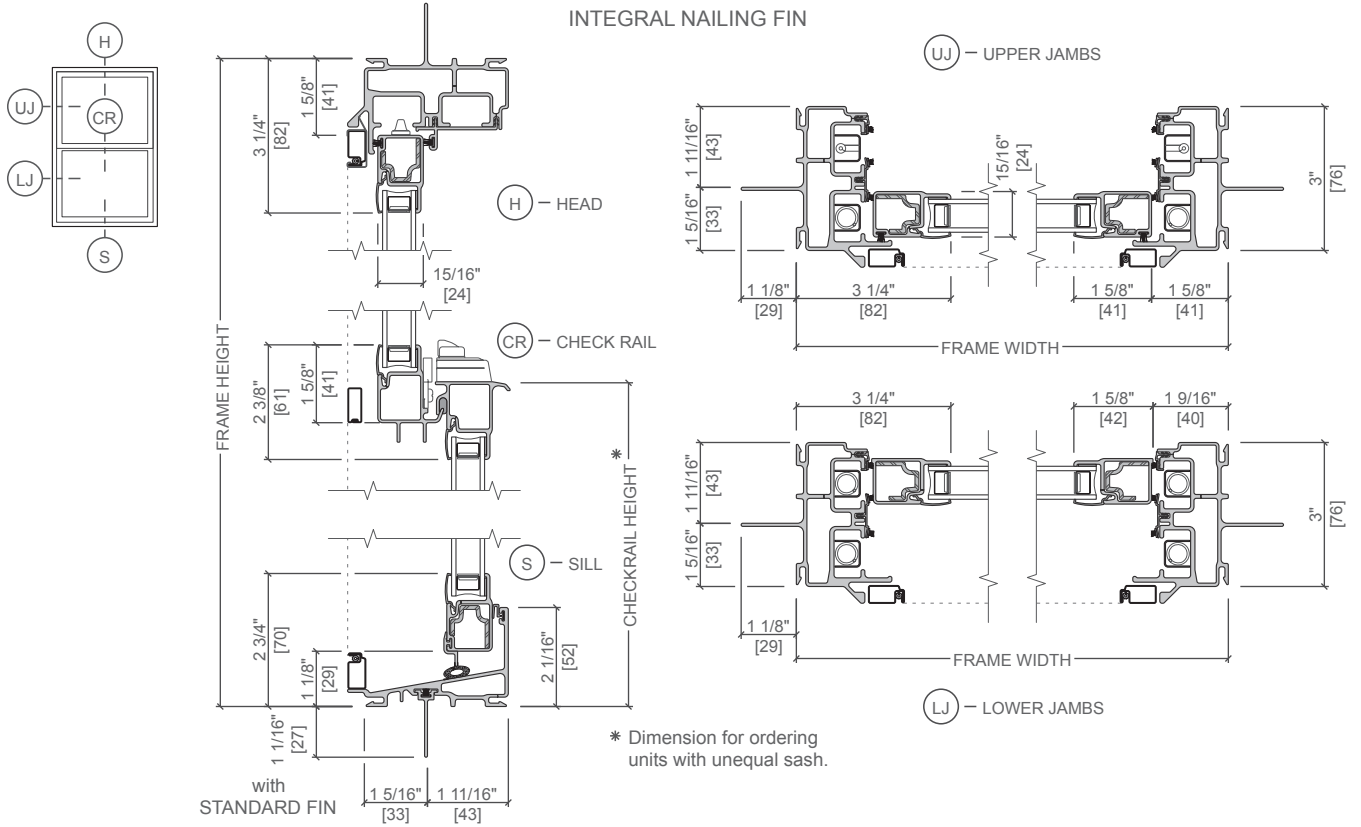 INTEGRAL NAILING FIN
H
UJ
CR
LJ
S
FRAME HEIGHT
3 1/4"
[82]
1 5/8"
[41]
H – HEAD
15/16"
[24]
CR – CHECK RAIL
2 3/8"
[61]
1 5/8"
[41]
* CHECKRAIL HEIGHT
S – SILL
2 3/4"
[70]
1 1/8"
[29]
2 1/16"
[52]
1 1/16"
[27]
with
STANDARD FIN
1 5/16"
[33]
1 11/16"
[43]
* Dimension for ordering
units with unequal sash.
UJ – UPPER JAMBS
1 11/16"
[43]
1 5/16"
[33]
15/16"
[24]
3"
[76]
1 1/8"
[29]
3 1/4"
[82]
1 5/8"
[41]
1 5/8"
[41]
FRAME WIDTH
3 1/4"
[82]
1 5/8"
[42]
1 9/16"
[40]
1 11/16"
[43]
1 5/16"
[33]
3"
[76]
1 1/8"
[29]
FRAME WIDTH
LJ – LOWER JAMBS